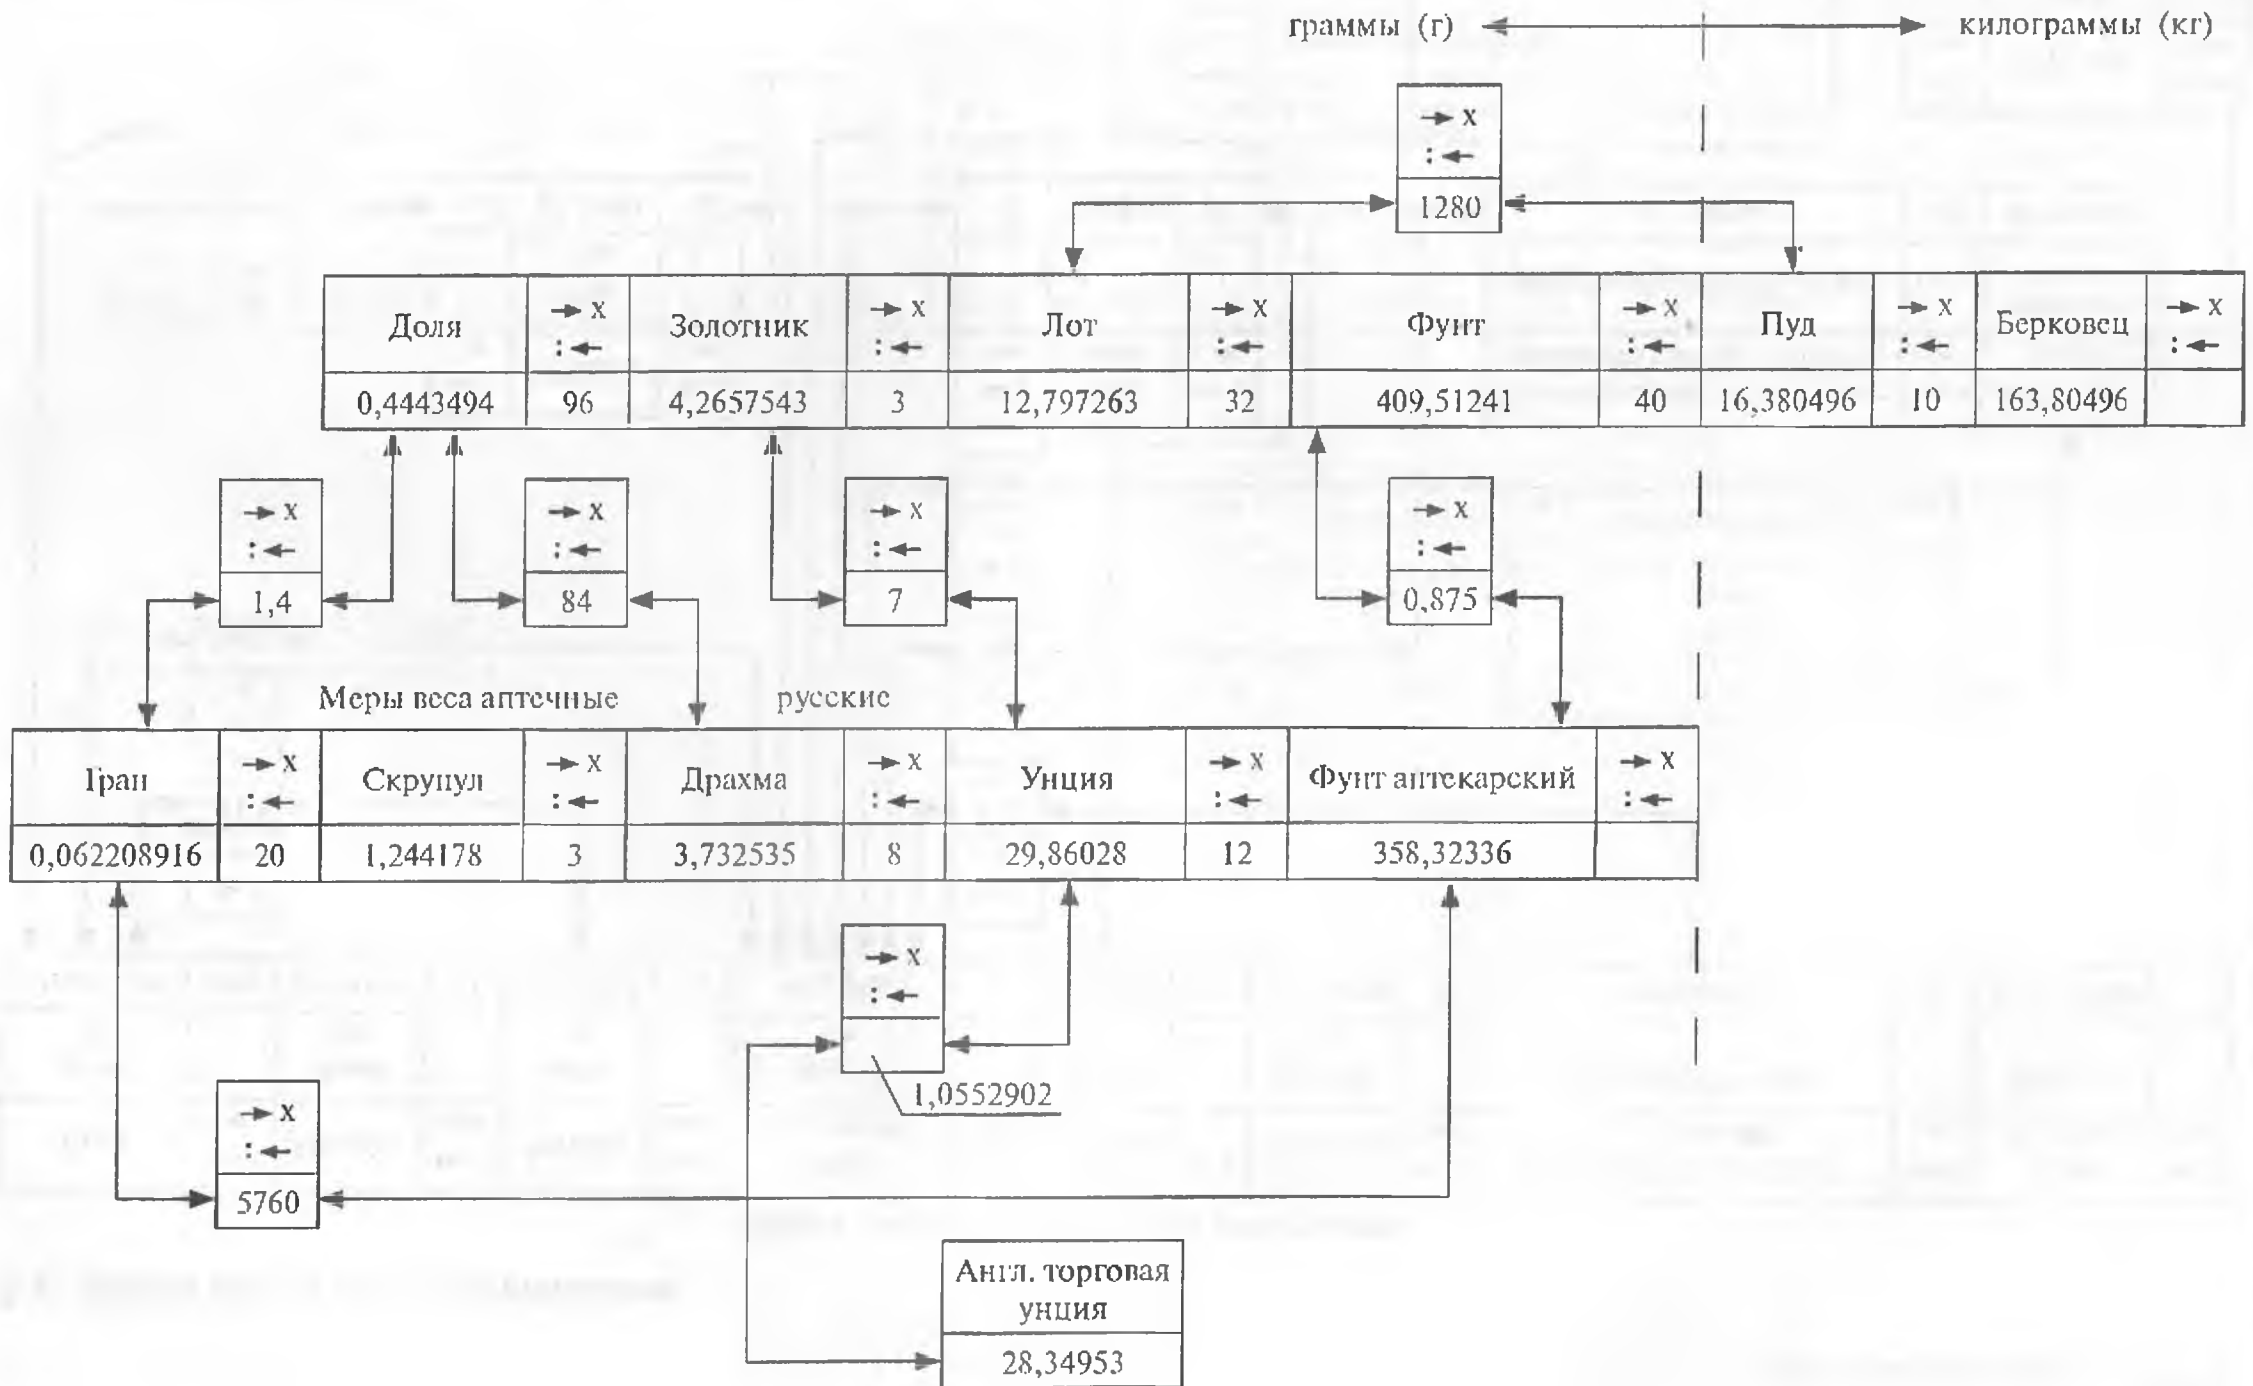 граммы (г) килограммы (кг)
→ x
: ←
1280
Доля → x Золотник → x Лот → x Фунт → x Пуд → x Берковец → x
: ← : ← : ← : ← : ← : ←
0,4443494 96 4,2657543 3 12,797263 32 409,51241 40 16,380496 10 163,80496
→ x → x → x → x
: ← : ← : ← : ←
1,4 84 7 0,875
Меры веса аптечные русские
Гран → x Скрупул → x Драхма → x Унция → x Фунт аптекарский → x
: ← : ← : ← : ← : ←
0,062208916 20 1,244178 3 3,732535 8 29,86028 12 358,32336
→ x
: ←
1,0552902
→ x
: ←
5760
Англ. торговая
унция
28,34953